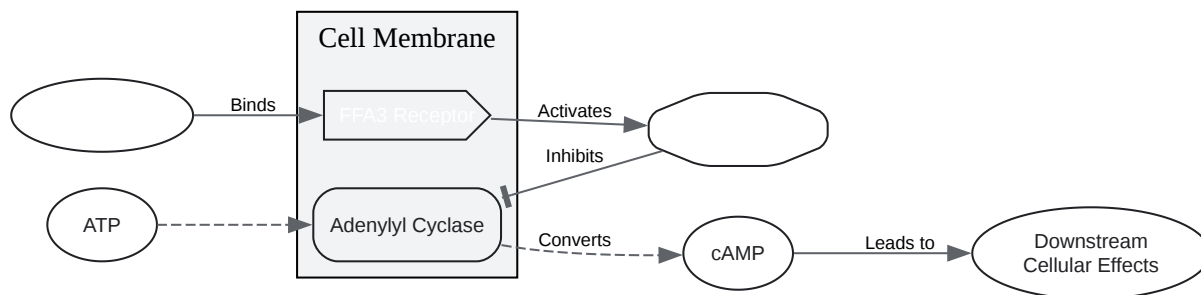 Cell Membrane
Binds
FFA3 Receptor
Activates
Inhibits
ATP
Adenylyl Cyclase
Converts
cAMP
Leads to
Downstream
Cellular Effects